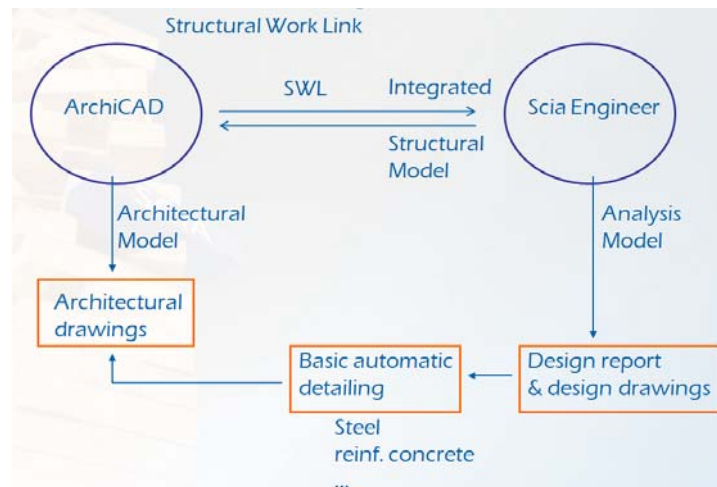 Structural Work Link
ArchiCAD
SWL
Integrated
Scia Engineer
Structural
Model
Architectural
Model
Analysis
Model
Architectural
drawings
Basic automatic
detailing
Design report
& design drawings
Steel
reinf. concrete
...